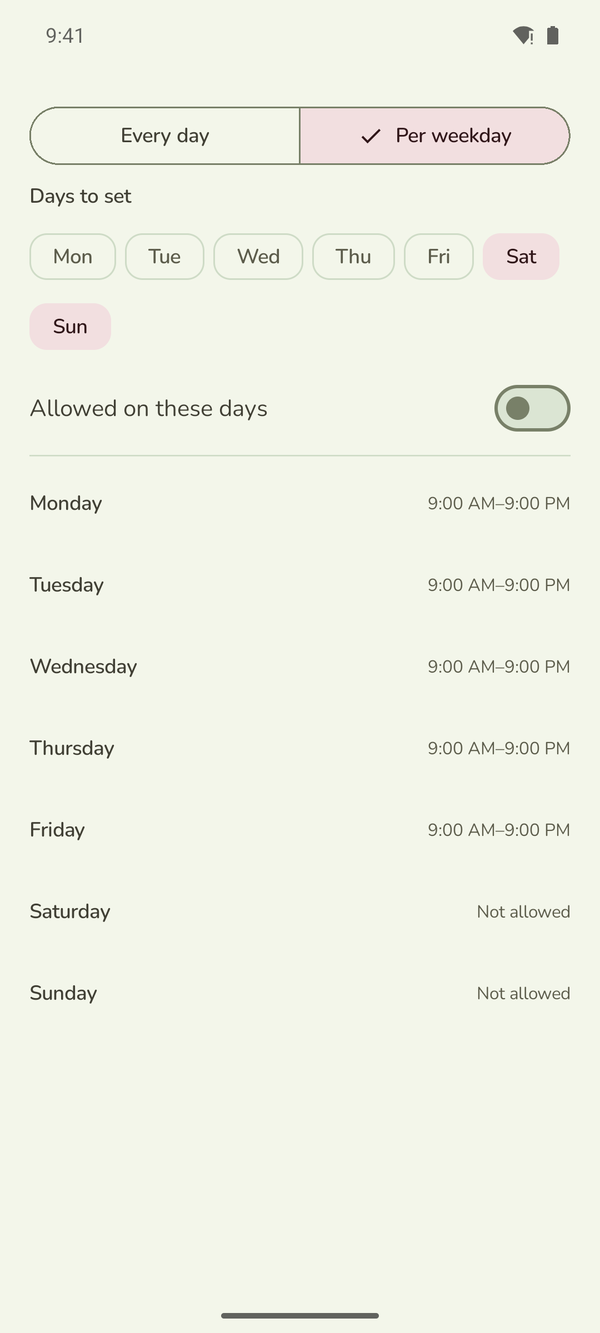 9:41
Every day
Per weekday
Days to set
Mon Tue Wed Thu Fri Sat
Sun
Allowed on these days
Monday 9:00 AM–9:00 PM
Tuesday 9:00 AM–9:00 PM
Wednesday 9:00 AM–9:00 PM
Thursday 9:00 AM–9:00 PM
Friday 9:00 AM–9:00 PM
Saturday Not allowed
Sunday Not allowed